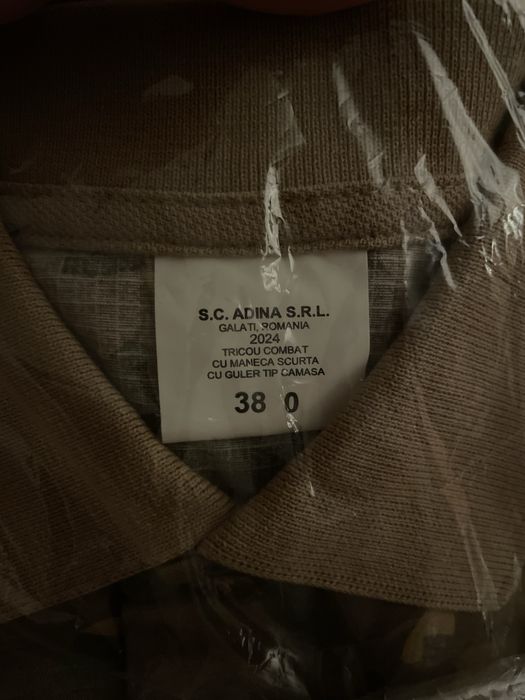 S.C. ADINA S.R.L.
GALATI, ROMANIA
2024
TRICOU COMBAT
CU MANECA SCURTA
CU GULER TIP CAMASA
38 0